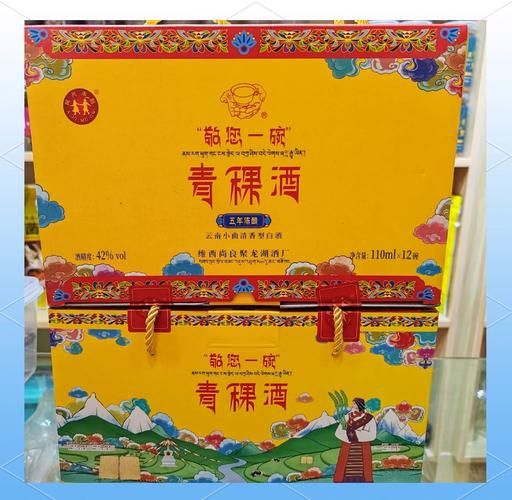 "敬您一碗"
青稞酒
五年陈酿
云南小曲清香型白酒
酒精度: 42% vol
维西尚良聚龙湖酒厂
净含量: 110ml×12碗
"敬您一碗"
青稞酒